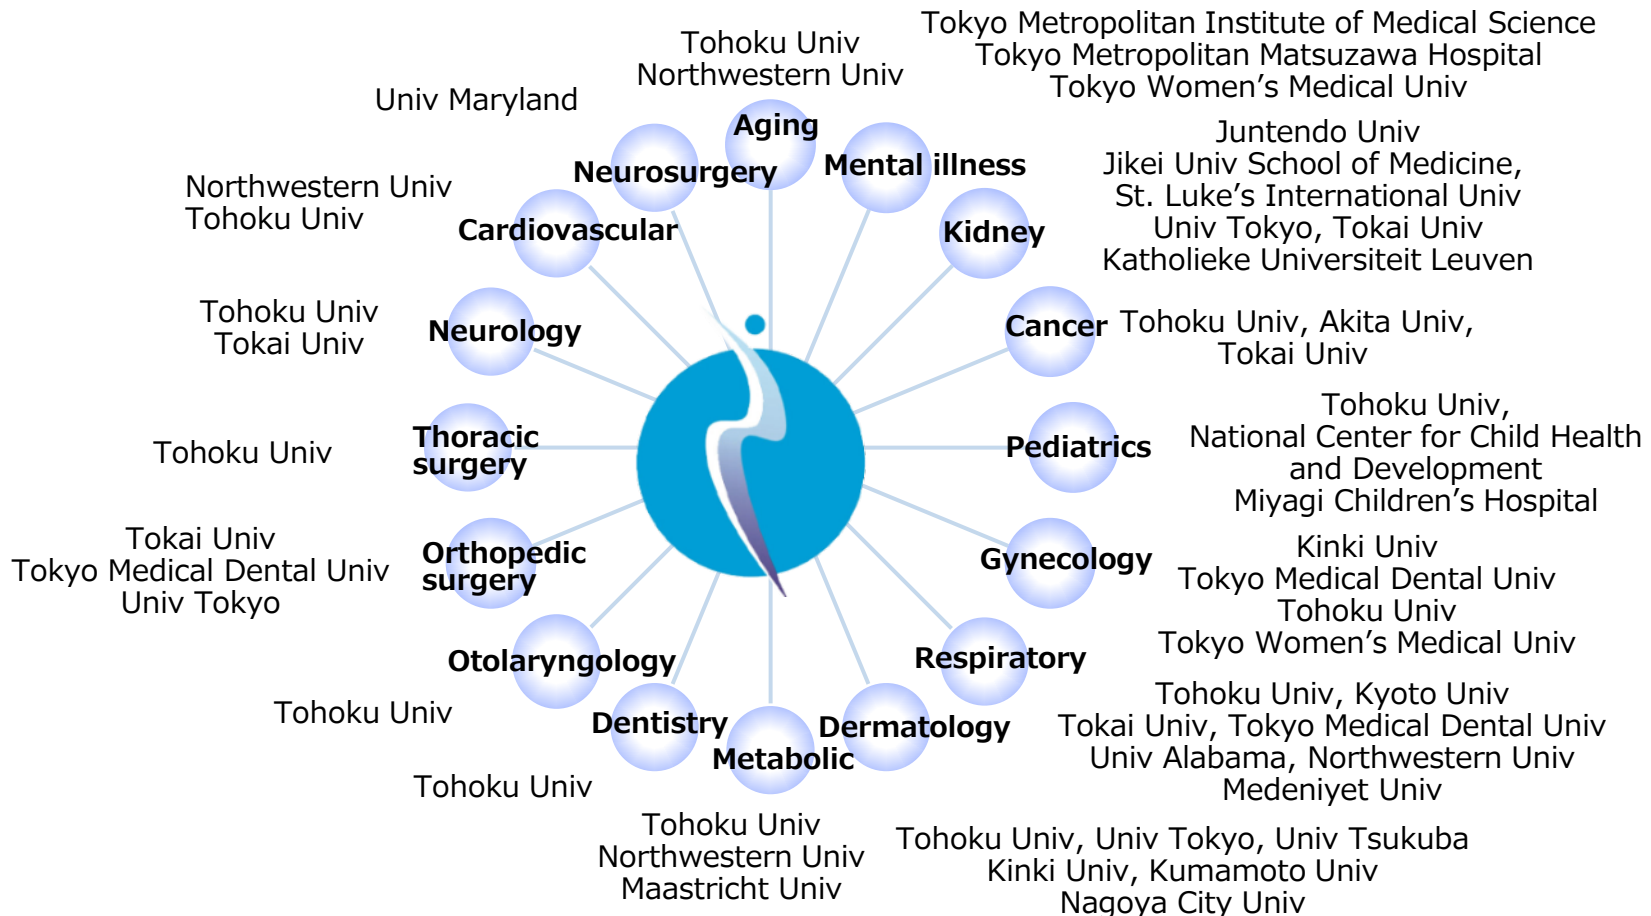 Tokyo Metropolitan Institute of Medical Science
Tokyo Metropolitan Matsuzawa Hospital
Tokyo Women’s Medical Univ
Tohoku Univ
Northwestern Univ
Univ Maryland
Aging
Neurosurgery
Mental illness
Juntendo Univ
Jikei Univ School of Medicine,
St. Luke’s International Univ
Univ Tokyo, Tokai Univ
Katholieke Universiteit Leuven
Northwestern Univ
Tohoku Univ
Cardiovascular
Kidney
Tohoku Univ
Tokai Univ
Neurology
Cancer
Tohoku Univ, Akita Univ,
Tokai Univ
Tohoku Univ
Thoracic
surgery
Pediatrics
Tohoku Univ,
National Center for Child Health
and Development
Miyagi Children’s Hospital
Tokai Univ
Tokyo Medical Dental Univ
Univ Tokyo
Orthopedic
surgery
Gynecology
Kinki Univ
Tokyo Medical Dental Univ
Tohoku Univ
Tokyo Women’s Medical Univ
Otolaryngology
Respiratory
Tohoku Univ
Dentistry
Metabolic
Dermatology
Tohoku Univ, Kyoto Univ
Tokai Univ, Tokyo Medical Dental Univ
Univ Alabama, Northwestern Univ
Medeniyet Univ
Tohoku Univ
Tohoku Univ
Northwestern Univ
Maastricht Univ
Tohoku Univ, Univ Tokyo, Univ Tsukuba
Kinki Univ, Kumamoto Univ
Nagoya City Univ